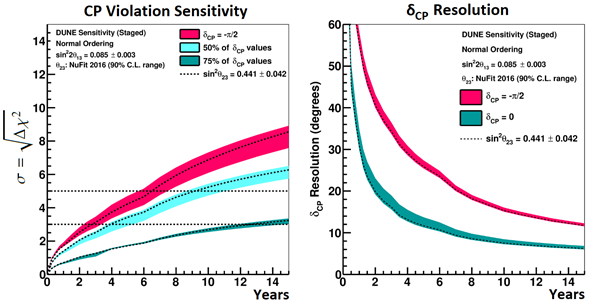 CP Violation Sensitivity
DUNE Sensitivity (Staged)
Normal Ordering
sin²2θ₁₃ = 0.085 ± 0.003
θ₂₃: NuFit 2016 (90% C.L. range)
δCP = -π/2
50% of δCP values
75% of δCP values
sin²θ₂₃ = 0.441 ± 0.042
σ = √Δχ²
14
12
10
8
6
4
2
0
0 2 4 6 8 10 12 14
Years
δCP Resolution
DUNE Sensitivity (Staged)
Normal Ordering
sin²2θ₁₃ = 0.085 ± 0.003
θ₂₃: NuFit 2016 (90% C.L. range)
δCP = -π/2
δCP = 0
sin²θ₂₃ = 0.441 ± 0.042
δCP Resolution (degrees)
60
50
40
30
20
10
0
0 2 4 6 8 10 12 14
Years